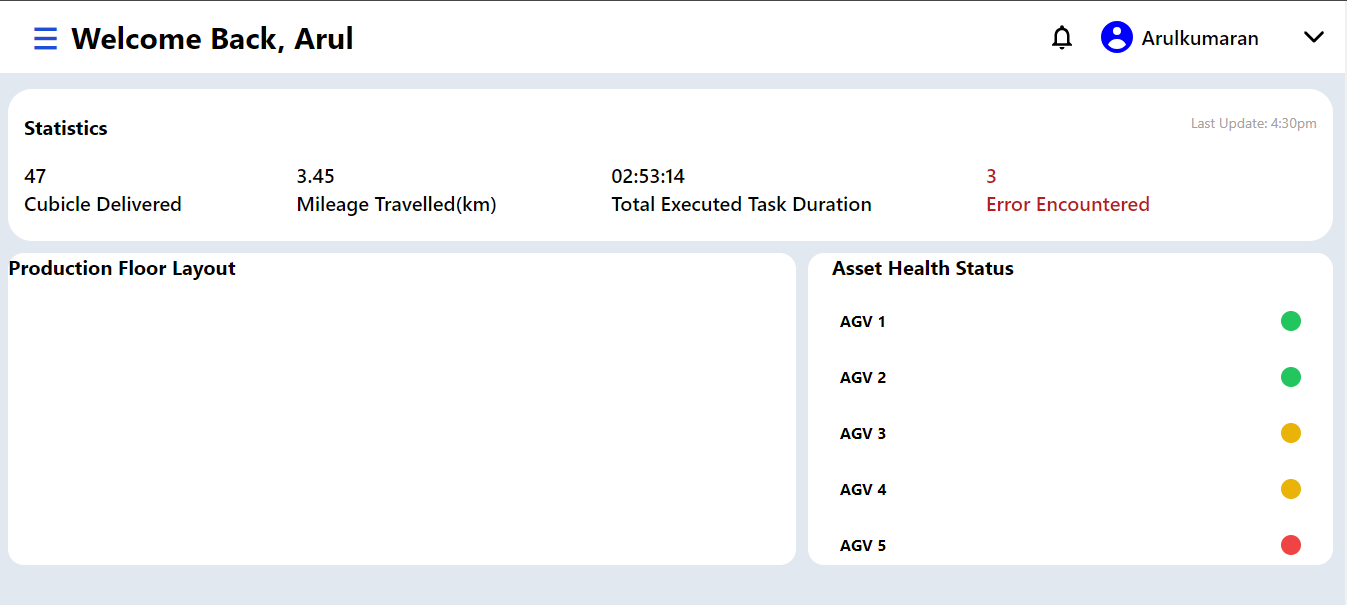 Welcome Back, Arul
Arulkumaran
Statistics
Last Update: 4:30pm
47
Cubicle Delivered
3.45
Mileage Travelled(km)
02:53:14
Total Executed Task Duration
3
Error Encountered
Production Floor Layout
Asset Health Status
AGV 1
AGV 2
AGV 3
AGV 4
AGV 5